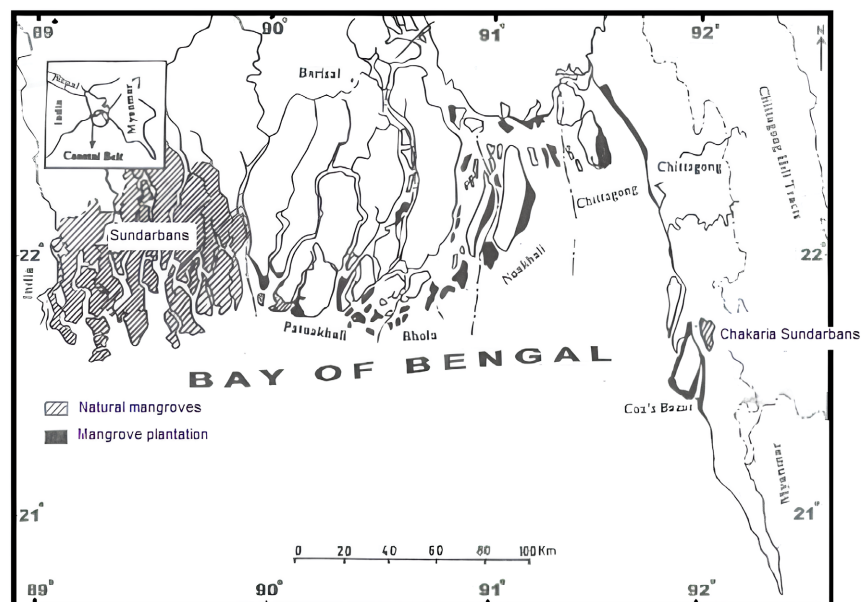 89°
90°
91°
92°
N
Nepal
India
Myanmar
Coastal Belt
Barisal
Chittagong Hill Tracts
Chittagong
Chittagong
Sundarbans
22°
22°
Noakhali
India
Patuakhali
Bhola
Chakaria Sundarbans
BAY OF BENGAL
Natural mangroves
Cox's Bazar
Mangrove plantation
Myanmar
21°
21°
0 20 40 60 80 100 Km
89°
90°
91°
92°